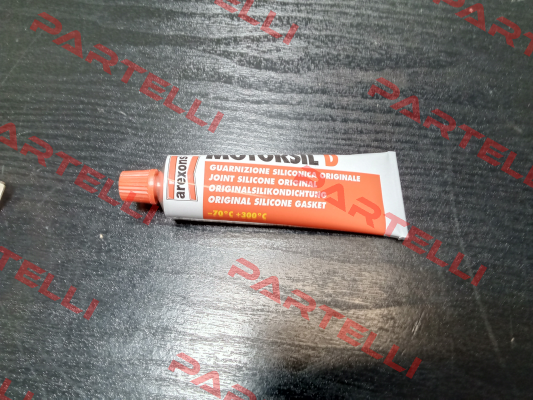 PARTELLI
PARTELLI
PARTELLI
PARTELLI
MOTORSIL D
arexons
GUARNIZIONE SILICONICA ORIGINALE
JOINT SILICONE ORIGINAL
ORIGINALSILIKONDICHTUNG
ORIGINAL SILICONE GASKET
-70°C +300°C
PARTELLI
PARTELLI
PARTELLI
PARTELLI